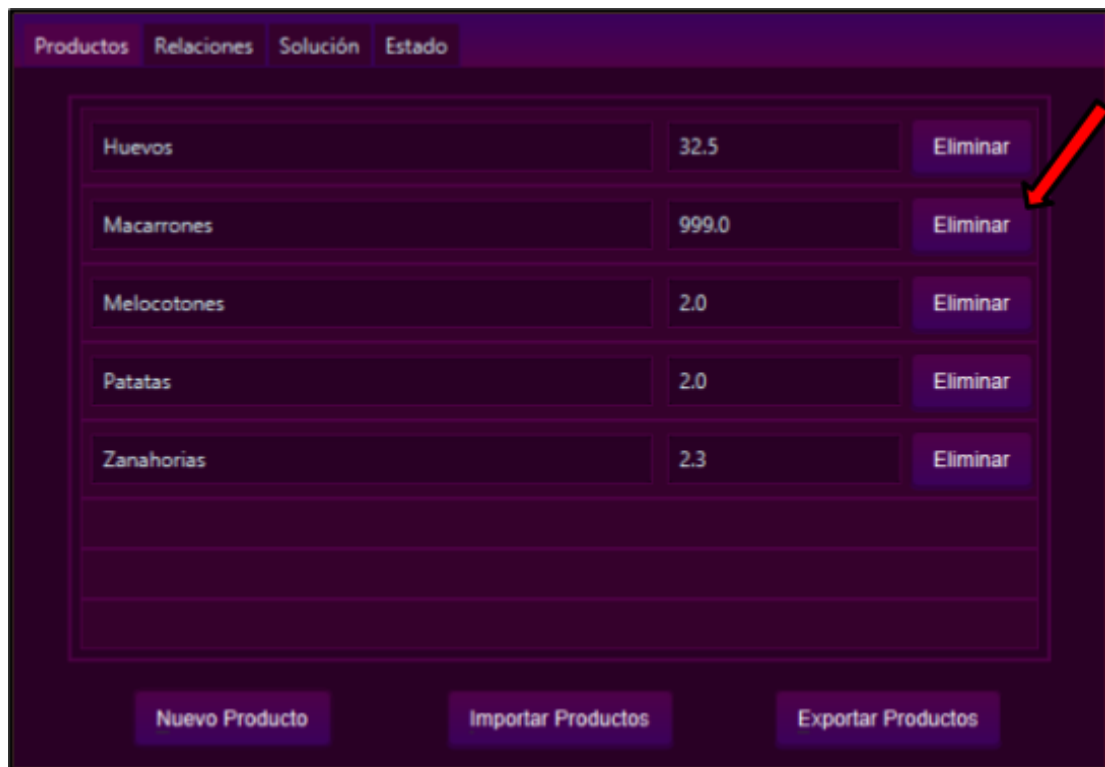 Productos Relaciones Solución Estado
Huevos 32.5 Eliminar
Macarrones 999.0 Eliminar
Melocotones 2.0 Eliminar
Patatas 2.0 Eliminar
Zanahorias 2.3 Eliminar
Nuevo Producto Importar Productos Exportar Productos